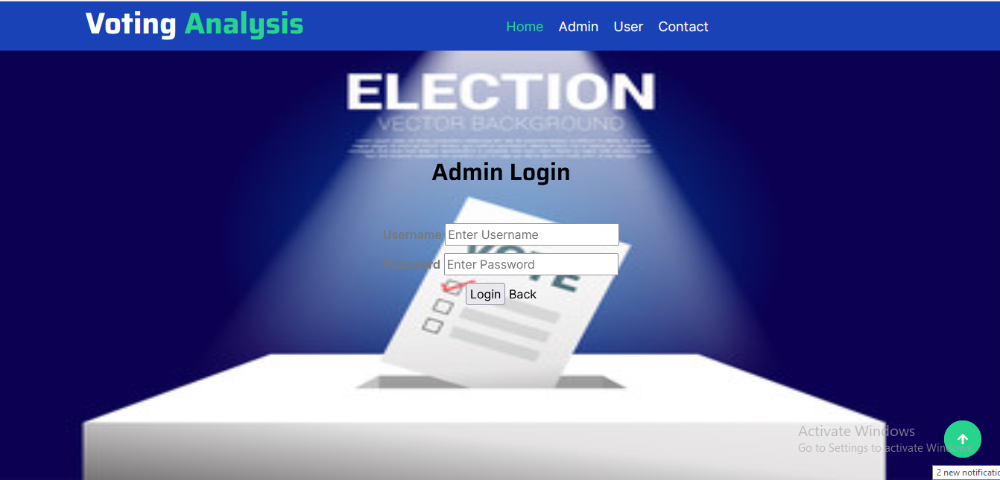 Voting Analysis
Home Admin User Contact
ELECTION
VECTOR BACKGROUND
Admin Login
Username Enter Username
Password Enter Password
VOTE
Login Back
Activate Windows
Go to Settings to activate Windows.
2 new notificatio